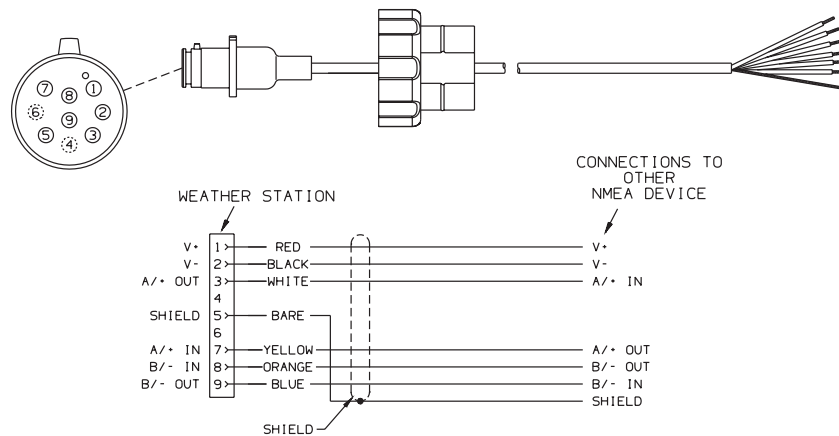 7 8 1
6 9 2
5 4 3
CONNECTIONS TO
OTHER
NMEA DEVICE
WEATHER STATION
V+ 1 RED V+
V- 2 BLACK V-
A/+ OUT 3 WHITE A/+ IN
4
SHIELD 5 BARE
6
A/+ IN 7 YELLOW A/+ OUT
B/- IN 8 ORANGE B/- OUT
B/- OUT 9 BLUE B/- IN
SHIELD
SHIELD